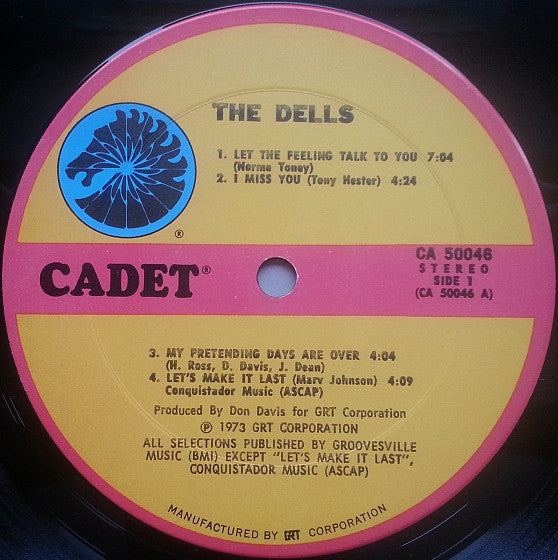 THE DELLS
1. LET THE FEELING TALK TO YOU 7:04
(Norma Toney)
2. I MISS YOU (Tony Hester) 4:24
®
CADET®
CA 50046
STEREO
SIDE 1
(CA 50046 A)
3. MY PRETENDING DAYS ARE OVER 4:04
(H. Ross, D. Davis, J. Dean)
4. LET'S MAKE IT LAST (Marv Johnson) 4:09
Conquistador Music (ASCAP)
Produced By Don Davis for GRT Corporation
℗ 1973 GRT CORPORATION
ALL SELECTIONS PUBLISHED BY GROOVESVILLE
MUSIC (BMI) EXCEPT "LET'S MAKE IT LAST",
CONQUISTADOR MUSIC (ASCAP)
MANUFACTURED BY GRT CORPORATION